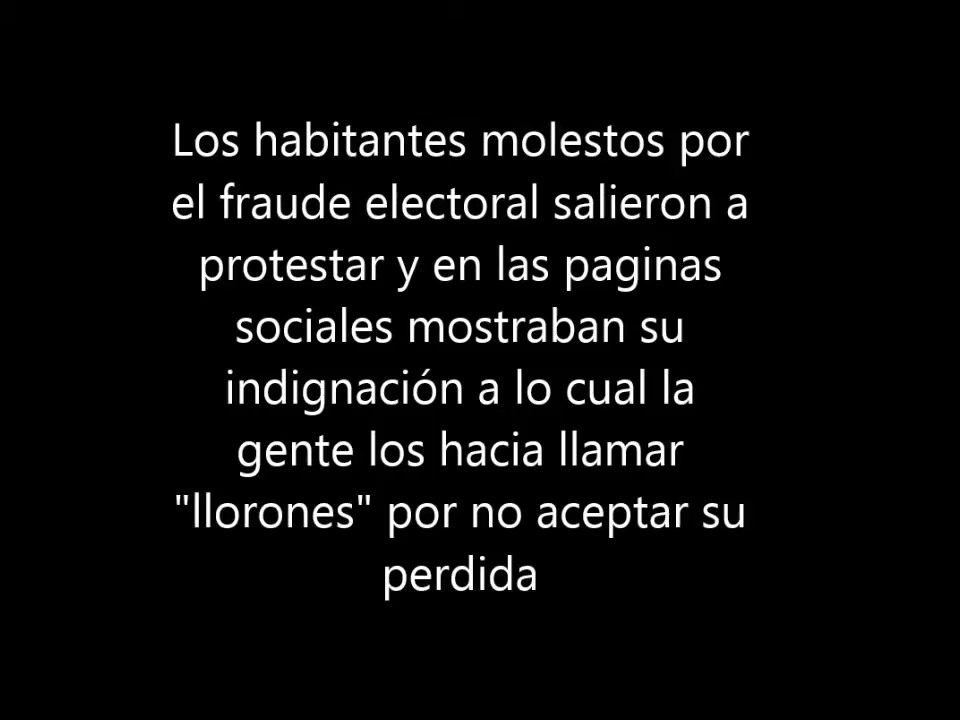 Los habitantes molestos por
el fraude electoral salieron a
protestar y en las paginas
sociales mostraban su
indignación a lo cual la
gente los hacia llamar
"llorones" por no aceptar su
perdida